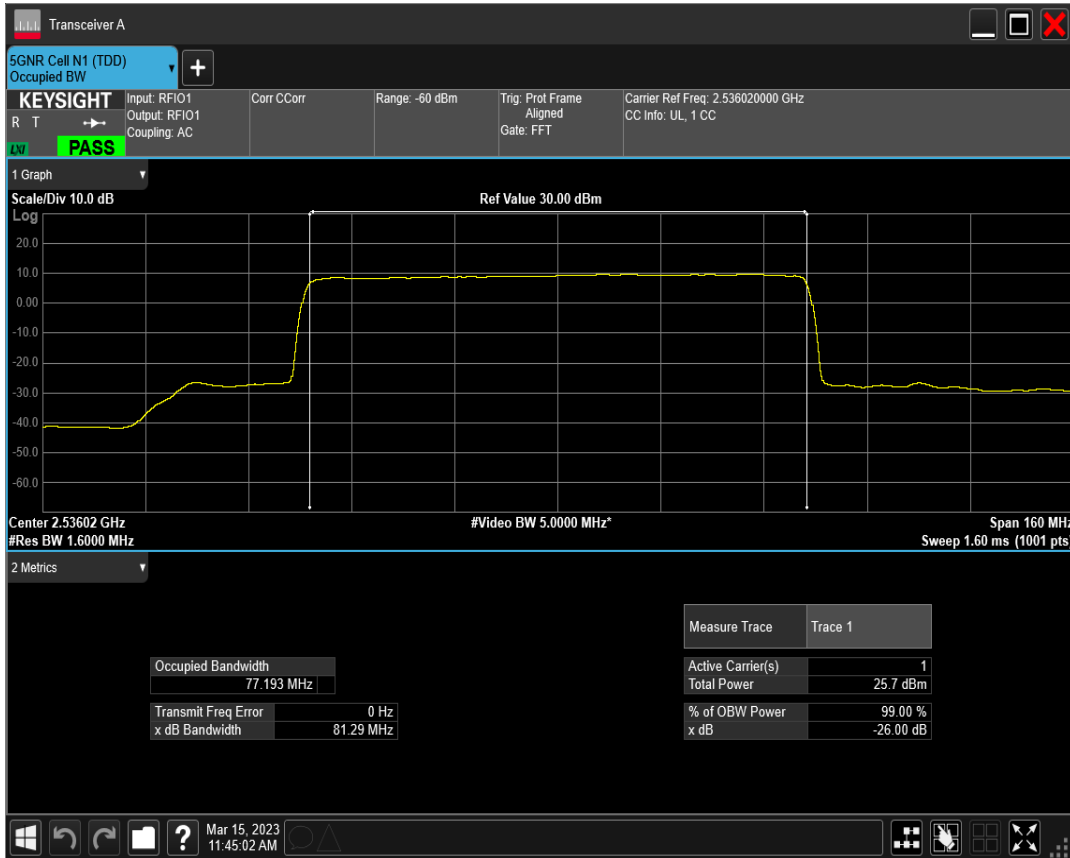 Transceiver A
5GNR Cell N1 (TDD)
Occupied BW
+
KEYSIGHT
R T
LXI
PASS
Input: RFIO1
Output: RFIO1
Coupling: AC
Corr CCorr
Range: -60 dBm
Trig: Prot Frame
Aligned
Gate: FFT
Carrier Ref Freq: 2.536020000 GHz
CC Info: UL, 1 CC
1 Graph
Scale/Div 10.0 dB
Ref Value 30.00 dBm
Log
20.0
10.0
0.00
-10.0
-20.0
-30.0
-40.0
-50.0
-60.0
Center 2.53602 GHz
#Video BW 5.0000 MHz*
Span 160 MHz
#Res BW 1.6000 MHz
Sweep 1.60 ms (1001 pts)
2 Metrics
Measure Trace Trace 1
Occupied Bandwidth
77.193 MHz
Active Carrier(s) 1
Total Power 25.7 dBm
Transmit Freq Error 0 Hz
x dB Bandwidth 81.29 MHz
% of OBW Power 99.00 %
x dB -26.00 dB
?
Mar 15, 2023
11:45:02 AM